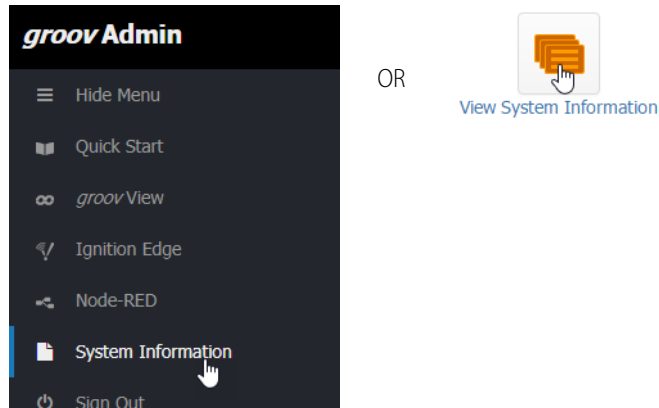 groov Admin
Hide Menu
Quick Start
groov View
Ignition Edge
Node-RED
System Information
Sign Out
OR
View System Information